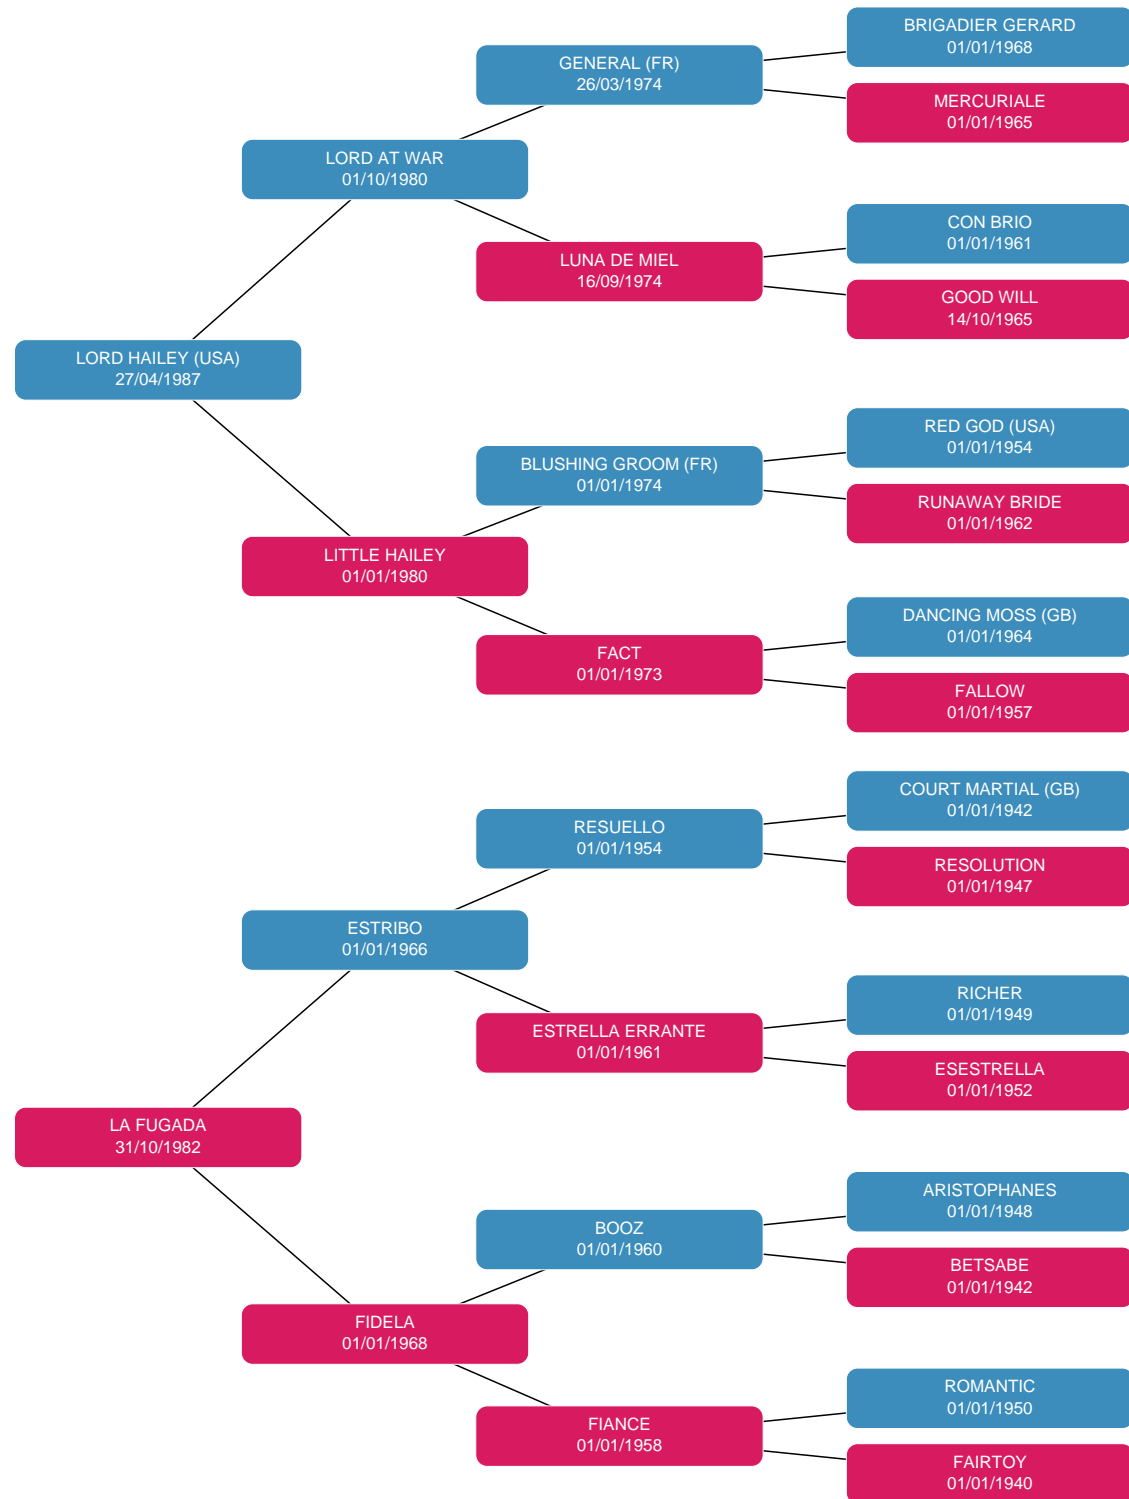 BRIGADIER GERARD
01/01/1968
GENERAL (FR)
26/03/1974
MERCURIALE
01/01/1965
LORD AT WAR
01/10/1980
CON BRIO
01/01/1961
LUNA DE MIEL
16/09/1974
GOOD WILL
14/10/1965
LORD HAILEY (USA)
27/04/1987
RED GOD (USA)
01/01/1954
BLUSHING GROOM (FR)
01/01/1974
RUNAWAY BRIDE
01/01/1962
LITTLE HAILEY
01/01/1980
DANCING MOSS (GB)
01/01/1964
FACT
01/01/1973
FALLOW
01/01/1957
COURT MARTIAL (GB)
01/01/1942
RESUELLO
01/01/1954
RESOLUTION
01/01/1947
ESTRIBO
01/01/1966
RICHER
01/01/1949
ESTRELLA ERRANTE
01/01/1961
ESESTRELLA
01/01/1952
LA FUGADA
31/10/1982
ARISTOPHANES
01/01/1948
BOOZ
01/01/1960
BETSABE
01/01/1942
FIDELA
01/01/1968
ROMANTIC
01/01/1950
FIANCE
01/01/1958
FAIRTOY
01/01/1940